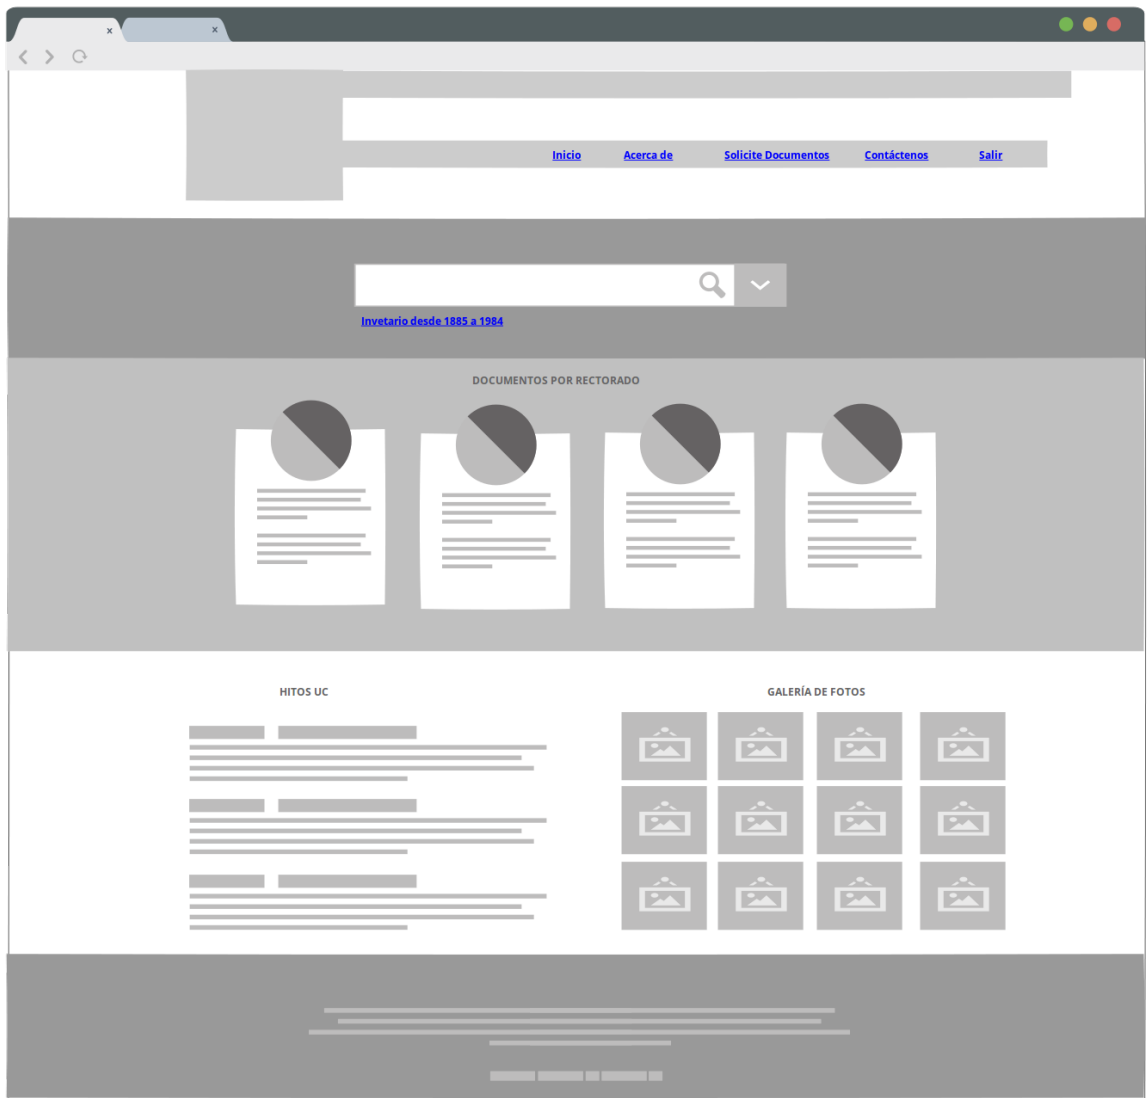 x
x
Inicio Acerca de Solicite Documentos Contáctenos Salir
Invetario desde 1885 a 1984
DOCUMENTOS POR RECTORADO
HITOS UC
GALERÍA DE FOTOS